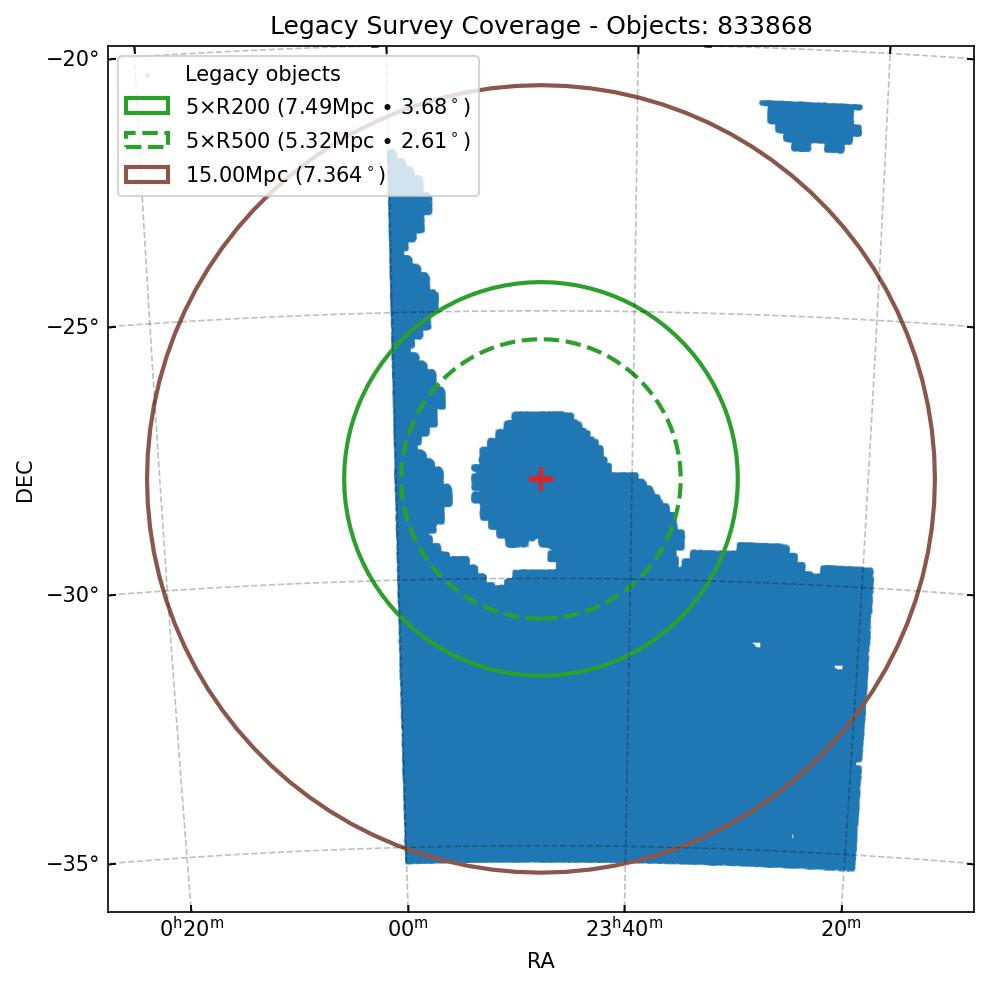 Legacy Survey Coverage - Objects: 833868
Legacy objects
5×R200 (7.49Mpc • 3.68°)
5×R500 (5.32Mpc • 2.61°)
15.00Mpc (7.364°)
−20°
−25°
−30°
−35°
DEC
0ʰ20ᵐ
00ᵐ
23ʰ40ᵐ
20ᵐ
RA